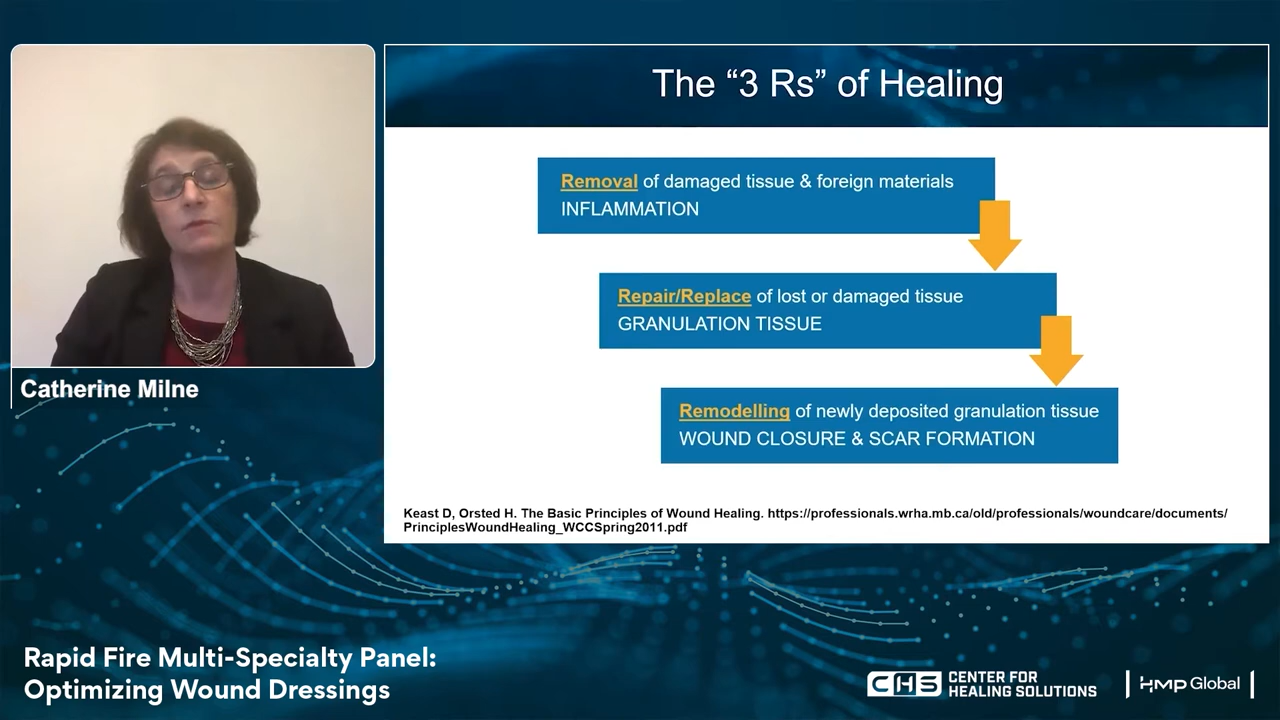 The “3 Rs” of Healing
Removal of damaged tissue & foreign materials
INFLAMMATION
Repair/Replace of lost or damaged tissue
GRANULATION TISSUE
Remodelling of newly deposited granulation tissue
WOUND CLOSURE & SCAR FORMATION
Keast D, Orsted H. The Basic Principles of Wound Healing. https://professionals.wrha.mb.ca/old/professionals/woundcare/documents/
PrinciplesWoundHealing_WCCSpring2011.pdf
Catherine Milne
Rapid Fire Multi-Specialty Panel:
Optimizing Wound Dressings
CHS CENTER FOR
HEALING SOLUTIONS
HMP Global